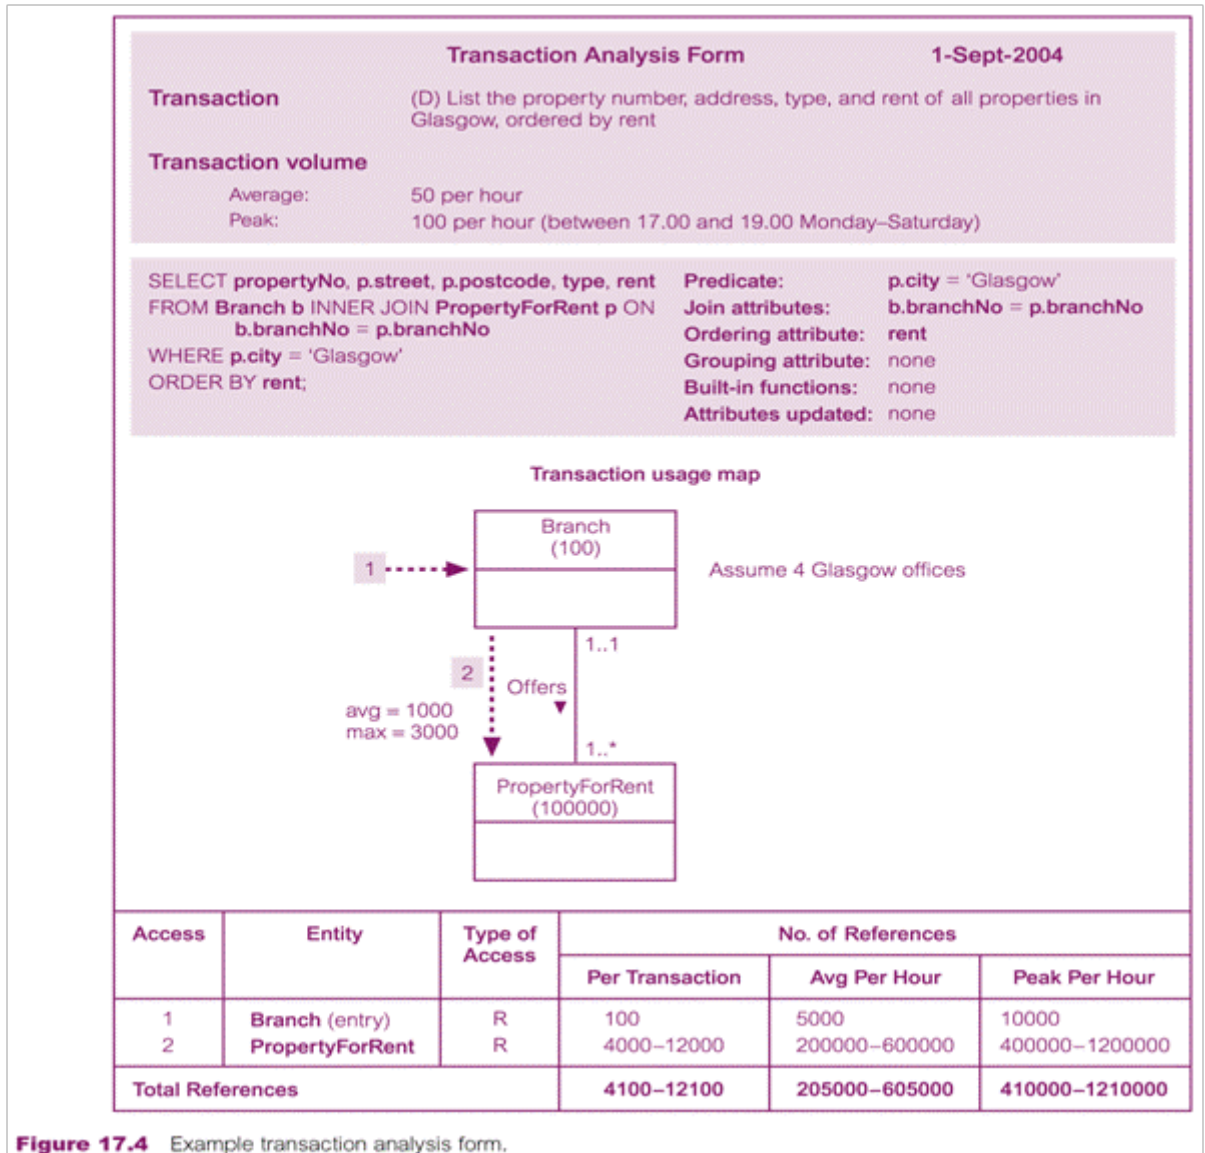 Transaction Analysis Form 1-Sept-2004
Transaction (D) List the property number, address, type, and rent of all properties in
Glasgow, ordered by rent
Transaction volume
Average: 50 per hour
Peak: 100 per hour (between 17.00 and 19.00 Monday–Saturday)
SELECT propertyNo, p.street, p.postcode, type, rent
FROM Branch b INNER JOIN PropertyForRent p ON
b.branchNo = p.branchNo
WHERE p.city = ‘Glasgow’
ORDER BY rent;
Predicate: p.city = ‘Glasgow’
Join attributes: b.branchNo = p.branchNo
Ordering attribute: rent
Grouping attribute: none
Built-in functions: none
Attributes updated: none
Transaction usage map
Branch
(100)
1
Assume 4 Glasgow offices
1..1
2
Offers
avg = 1000
max = 3000
1..*
PropertyForRent
(100000)
Access Entity Type of No. of References
Access
Per Transaction Avg Per Hour Peak Per Hour
1 Branch (entry) R 100 5000 10000
2 PropertyForRent R 4000–12000 200000–600000 400000–1200000
Total References 4100–12100 205000–605000 410000–1210000
Figure 17.4 Example transaction analysis form.